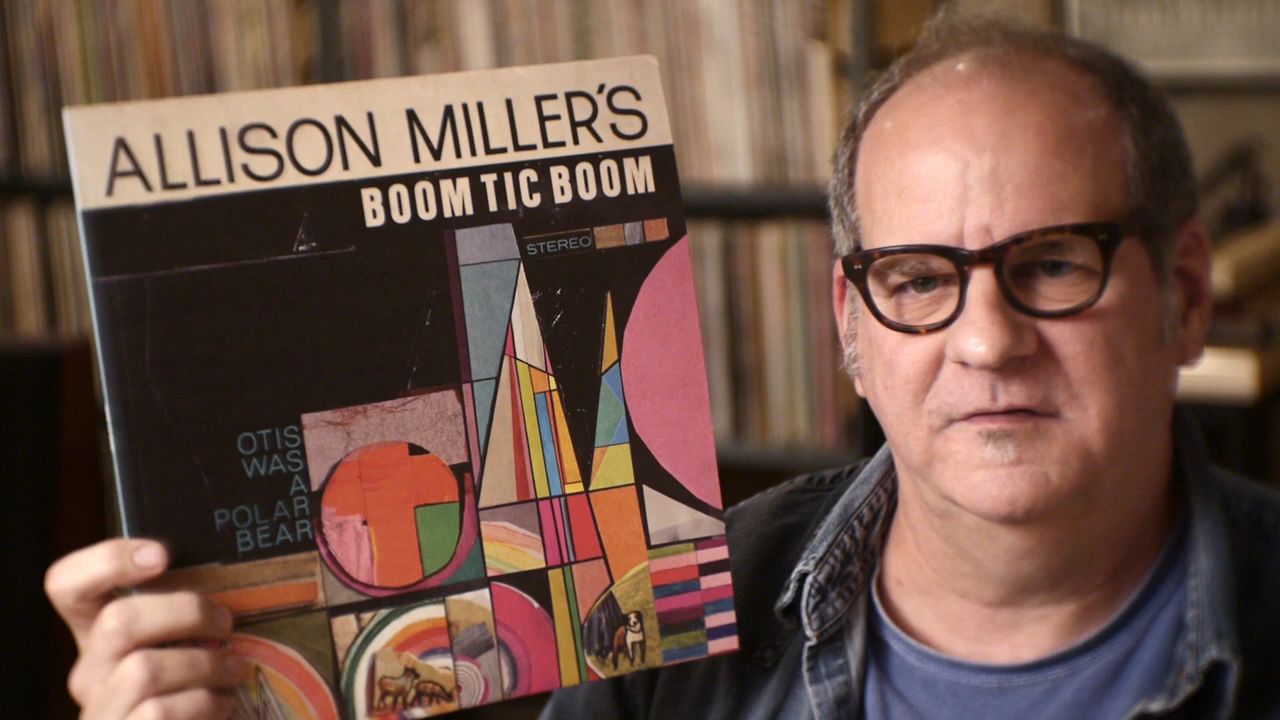 ALLISON MILLER'S
BOOM TIC BOOM
STEREO
OTIS
WAS
A
POLAR
BEAR